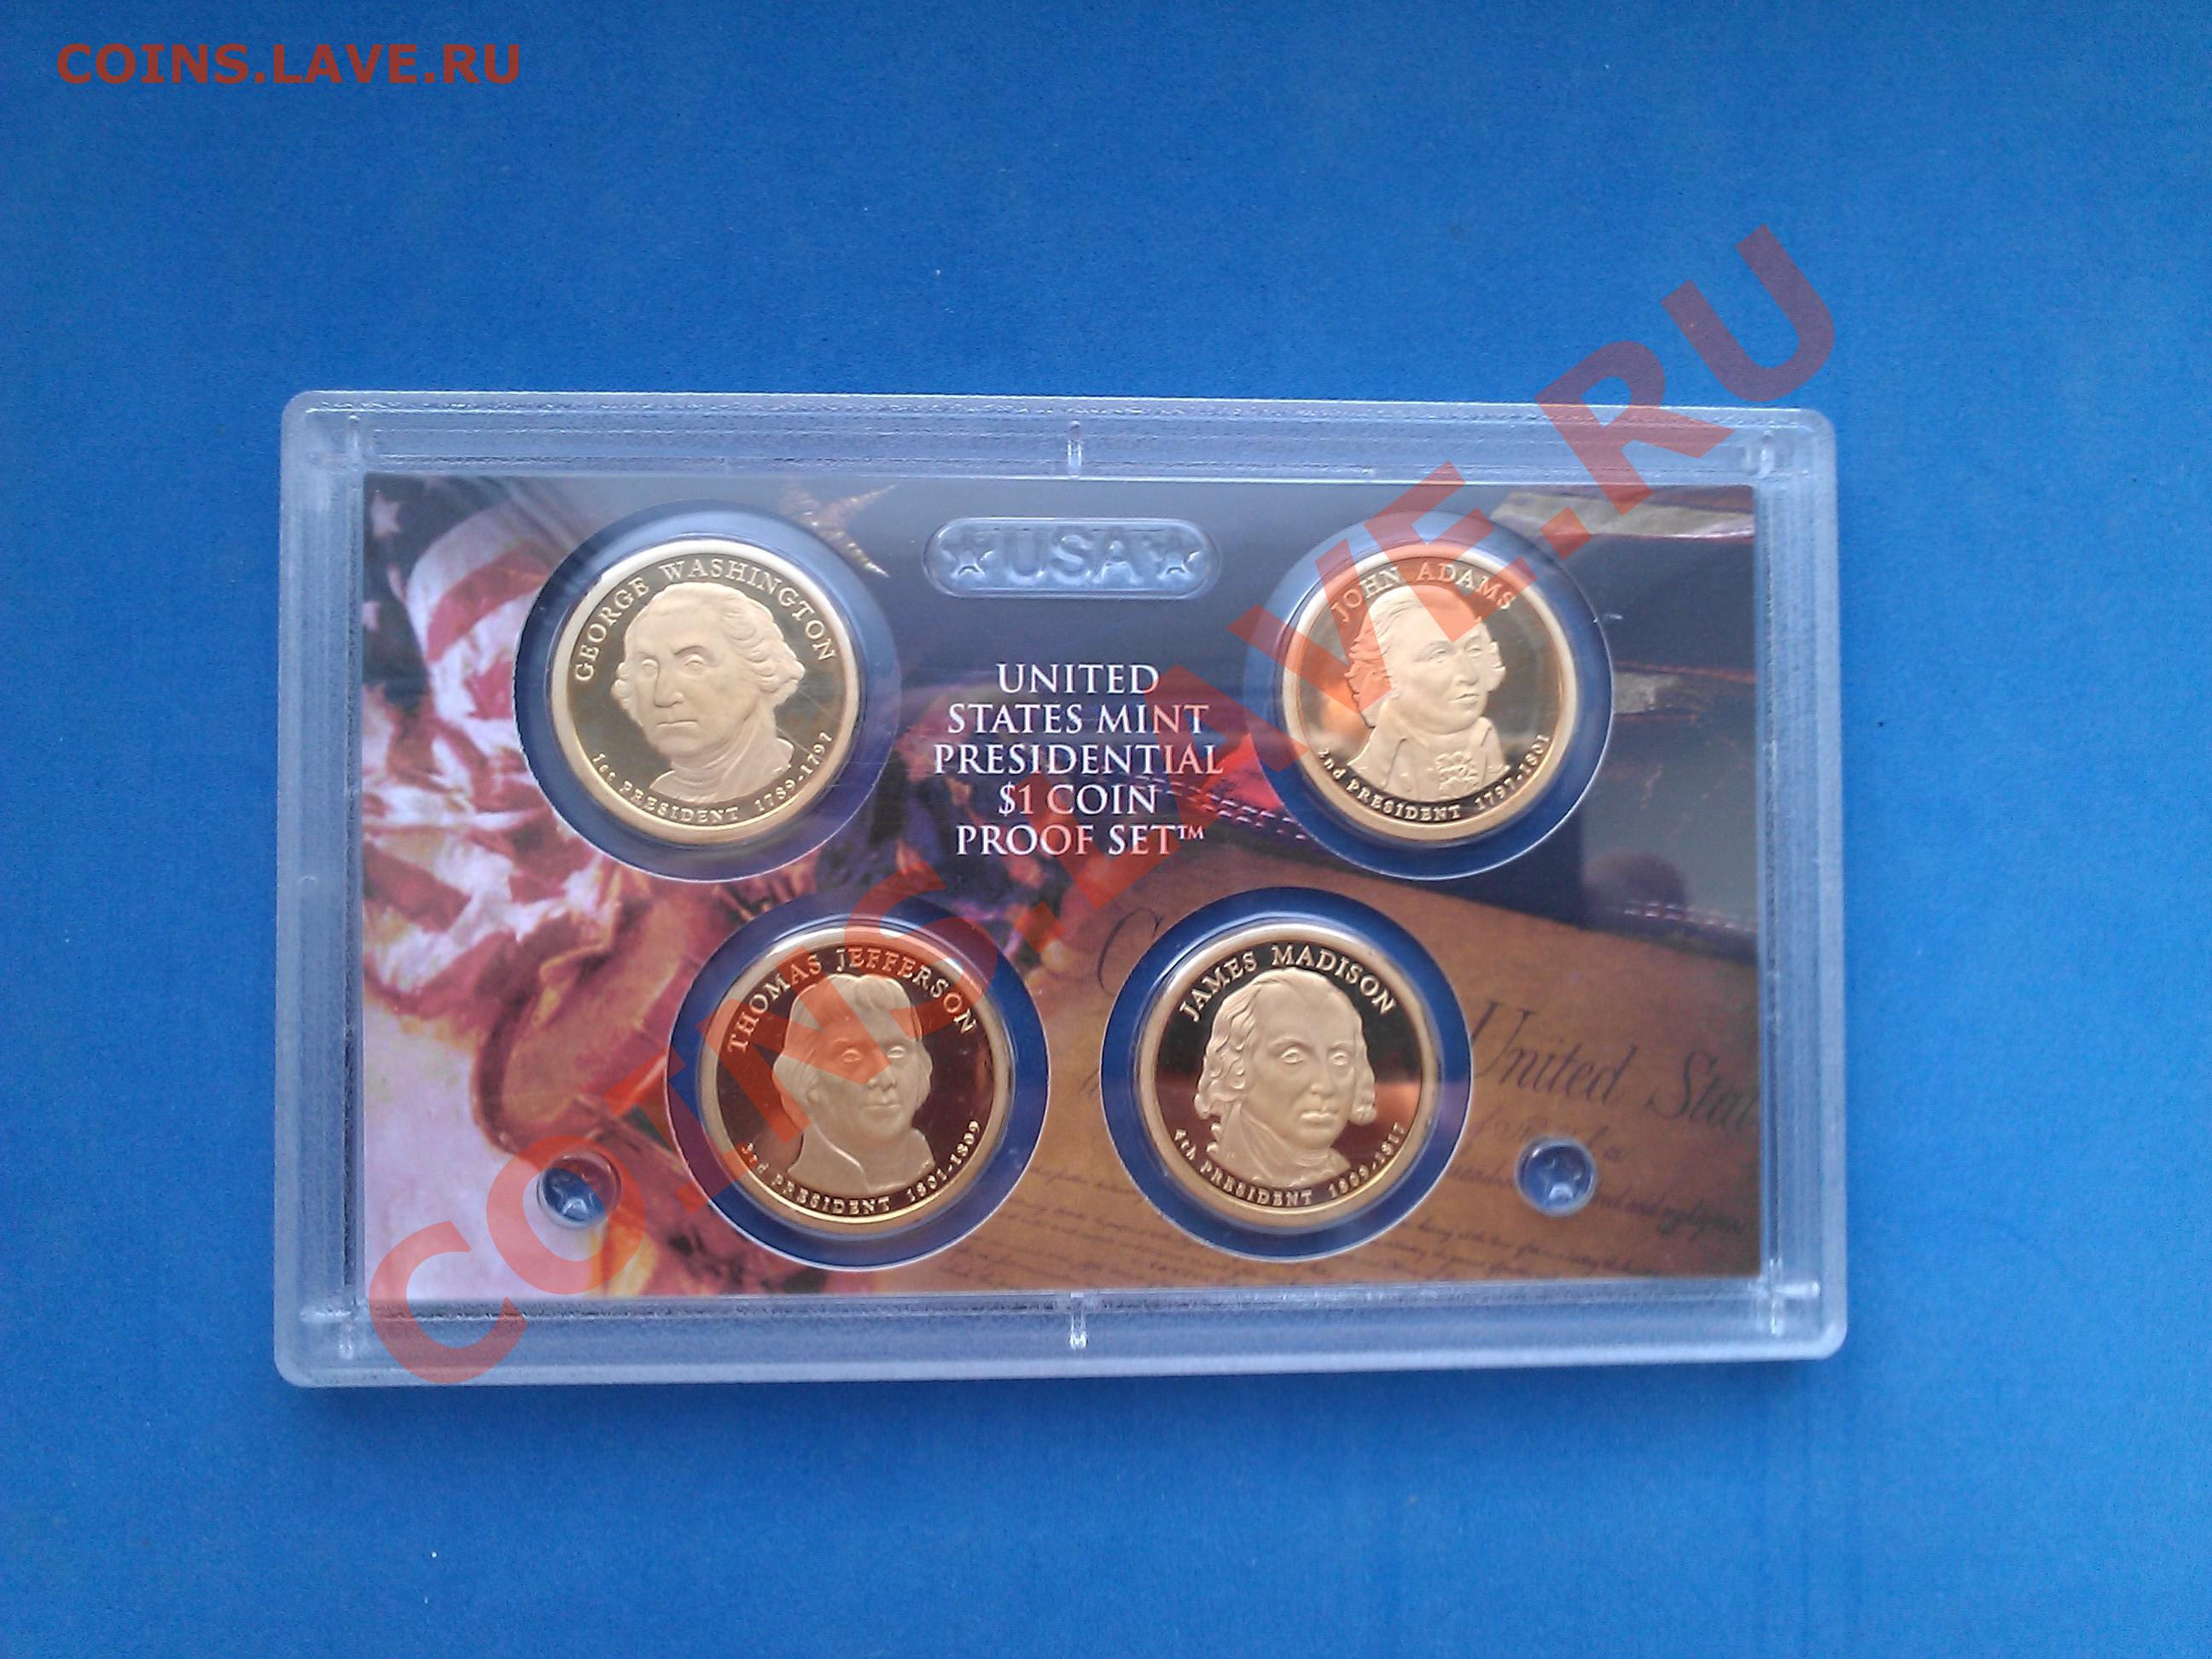 COINS.LAVE.RU
USA
GEORGE WASHINGTON
1st PRESIDENT 1789-1797
JOHN ADAMS
2nd PRESIDENT 1797-1801
UNITED
STATES MINT
PRESIDENTIAL
$1 COIN
PROOF SET™
THOMAS JEFFERSON
3rd PRESIDENT 1801-1809
JAMES MADISON
4th PRESIDENT 1809-1817
United Stat
COINS.LAVE.RU